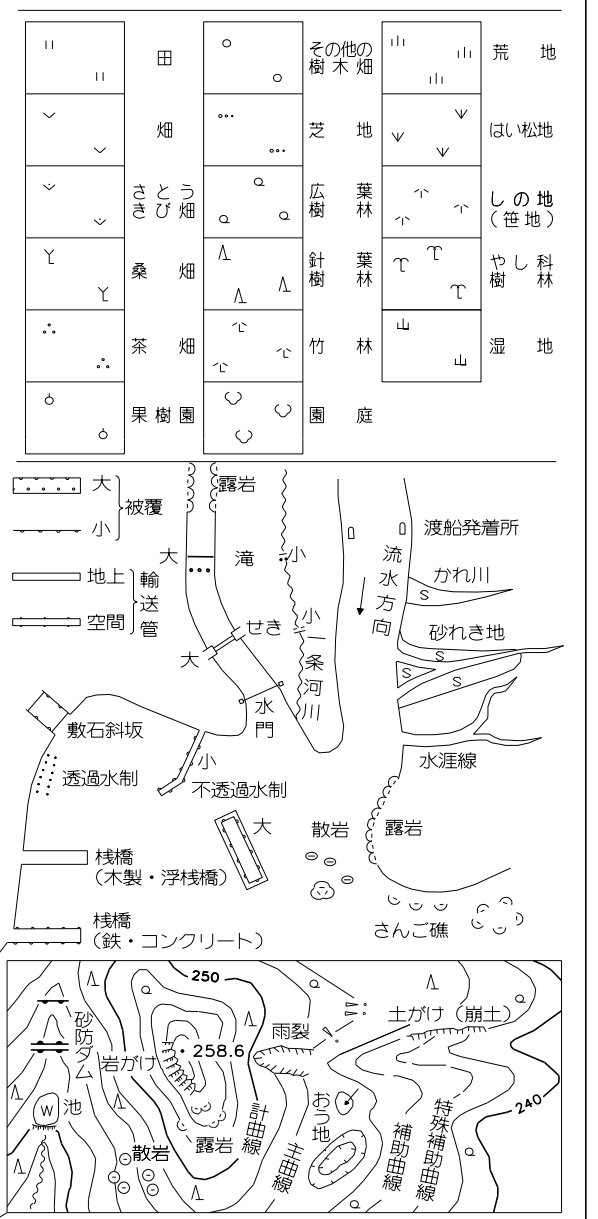 田
その他の
樹木畑
荒地
畑
芝地
はい松地
さとう
きび畑
広葉
樹林
しの地
（笹地）
桑畑
針葉
樹林
やし科
樹林
茶畑
竹林
湿地
果樹園
園庭
大
小
被覆
地上
空間
輸送管
露岩
大
滝
小
せき
大
小
一条河川
水門
渡船発着所
流水方向
かれ川
S
砂れき地
S
S
水涯線
敷石斜坂
透過水制
小
不透過水制
大
散岩
露岩
桟橋
（木製・浮桟橋）
桟橋
（鉄・コンクリート）
さんご礁
250
砂防ダム
岩がけ
258.6
雨裂
土がけ（崩土）
池
W
露岩
散岩
計曲線
主曲線
おう地
補助曲線
特殊補助曲線
240